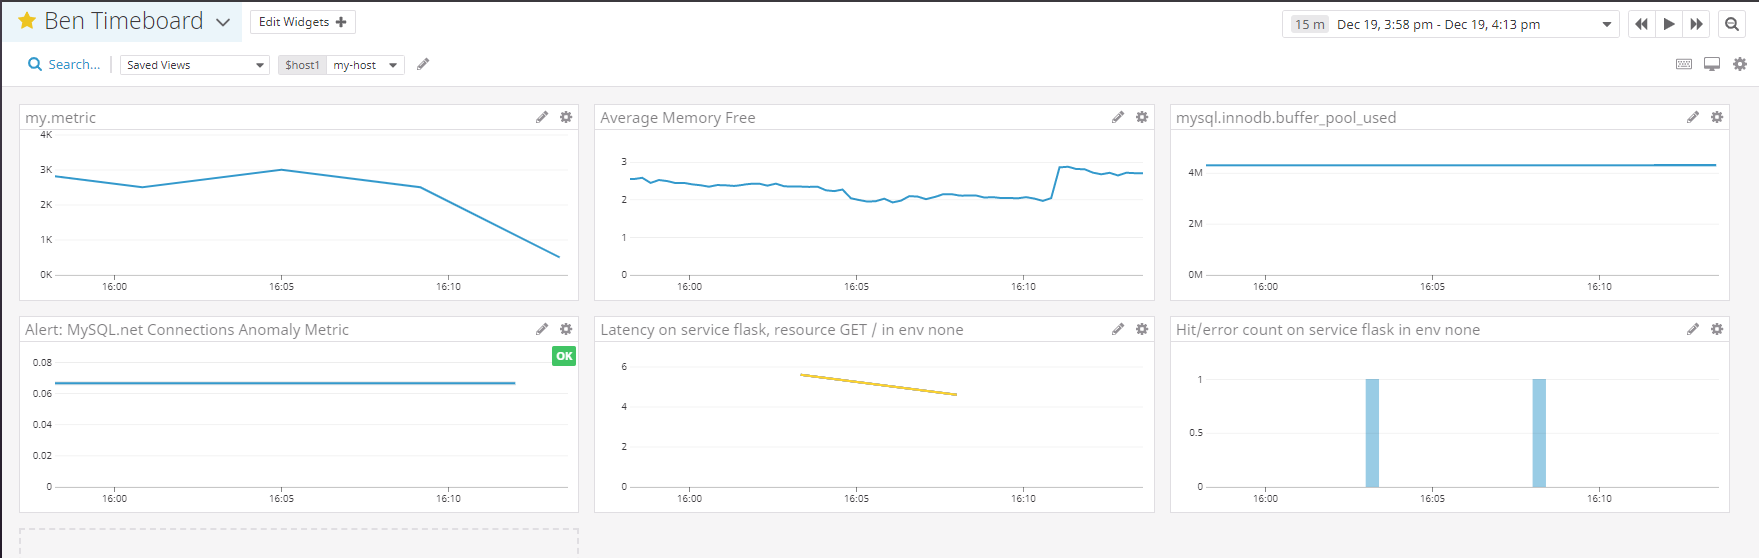 Ben Timeboard
Edit Widgets +
15 m Dec 19, 3:58 pm - Dec 19, 4:13 pm
Search...
Saved Views
$host1 my-host
my.metric
4K
3K
2K
1K
0K
16:00 16:05 16:10
Average Memory Free
3
2
1
0
16:00 16:05 16:10
mysql.innodb.buffer_pool_used
4M
2M
0M
16:00 16:05 16:10
Alert: MySQL.net Connections Anomaly Metric
OK
0.08
0.06
0.04
0.02
0
16:00 16:05 16:10
Latency on service flask, resource GET / in env none
6
4
2
0
16:00 16:05 16:10
Hit/error count on service flask in env none
1
0.5
0
16:00 16:05 16:10